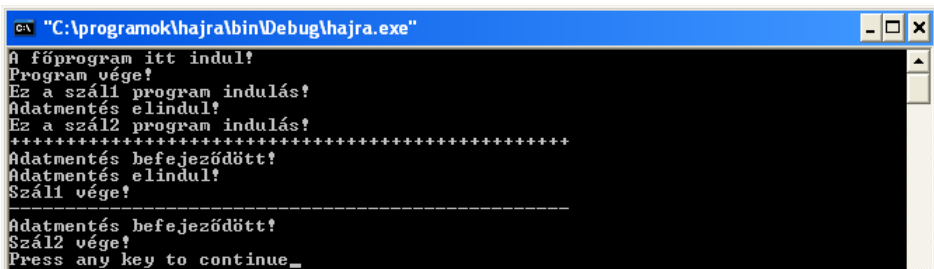 "C:\programok\hajra\bin\Debug\hajra.exe"
A főprogram itt indul!
Program vége!
Ez a szál1 program indulás!
Adatmentés elindul!
Ez a szál2 program indulás!
++++++++++++++++++++++++++++++++++++++++++++++++++
Adatmentés befejeződött!
Adatmentés elindul!
Szál1 vége!
--------------------------------------------------
Adatmentés befejeződött!
Szál2 vége!
Press any key to continue_